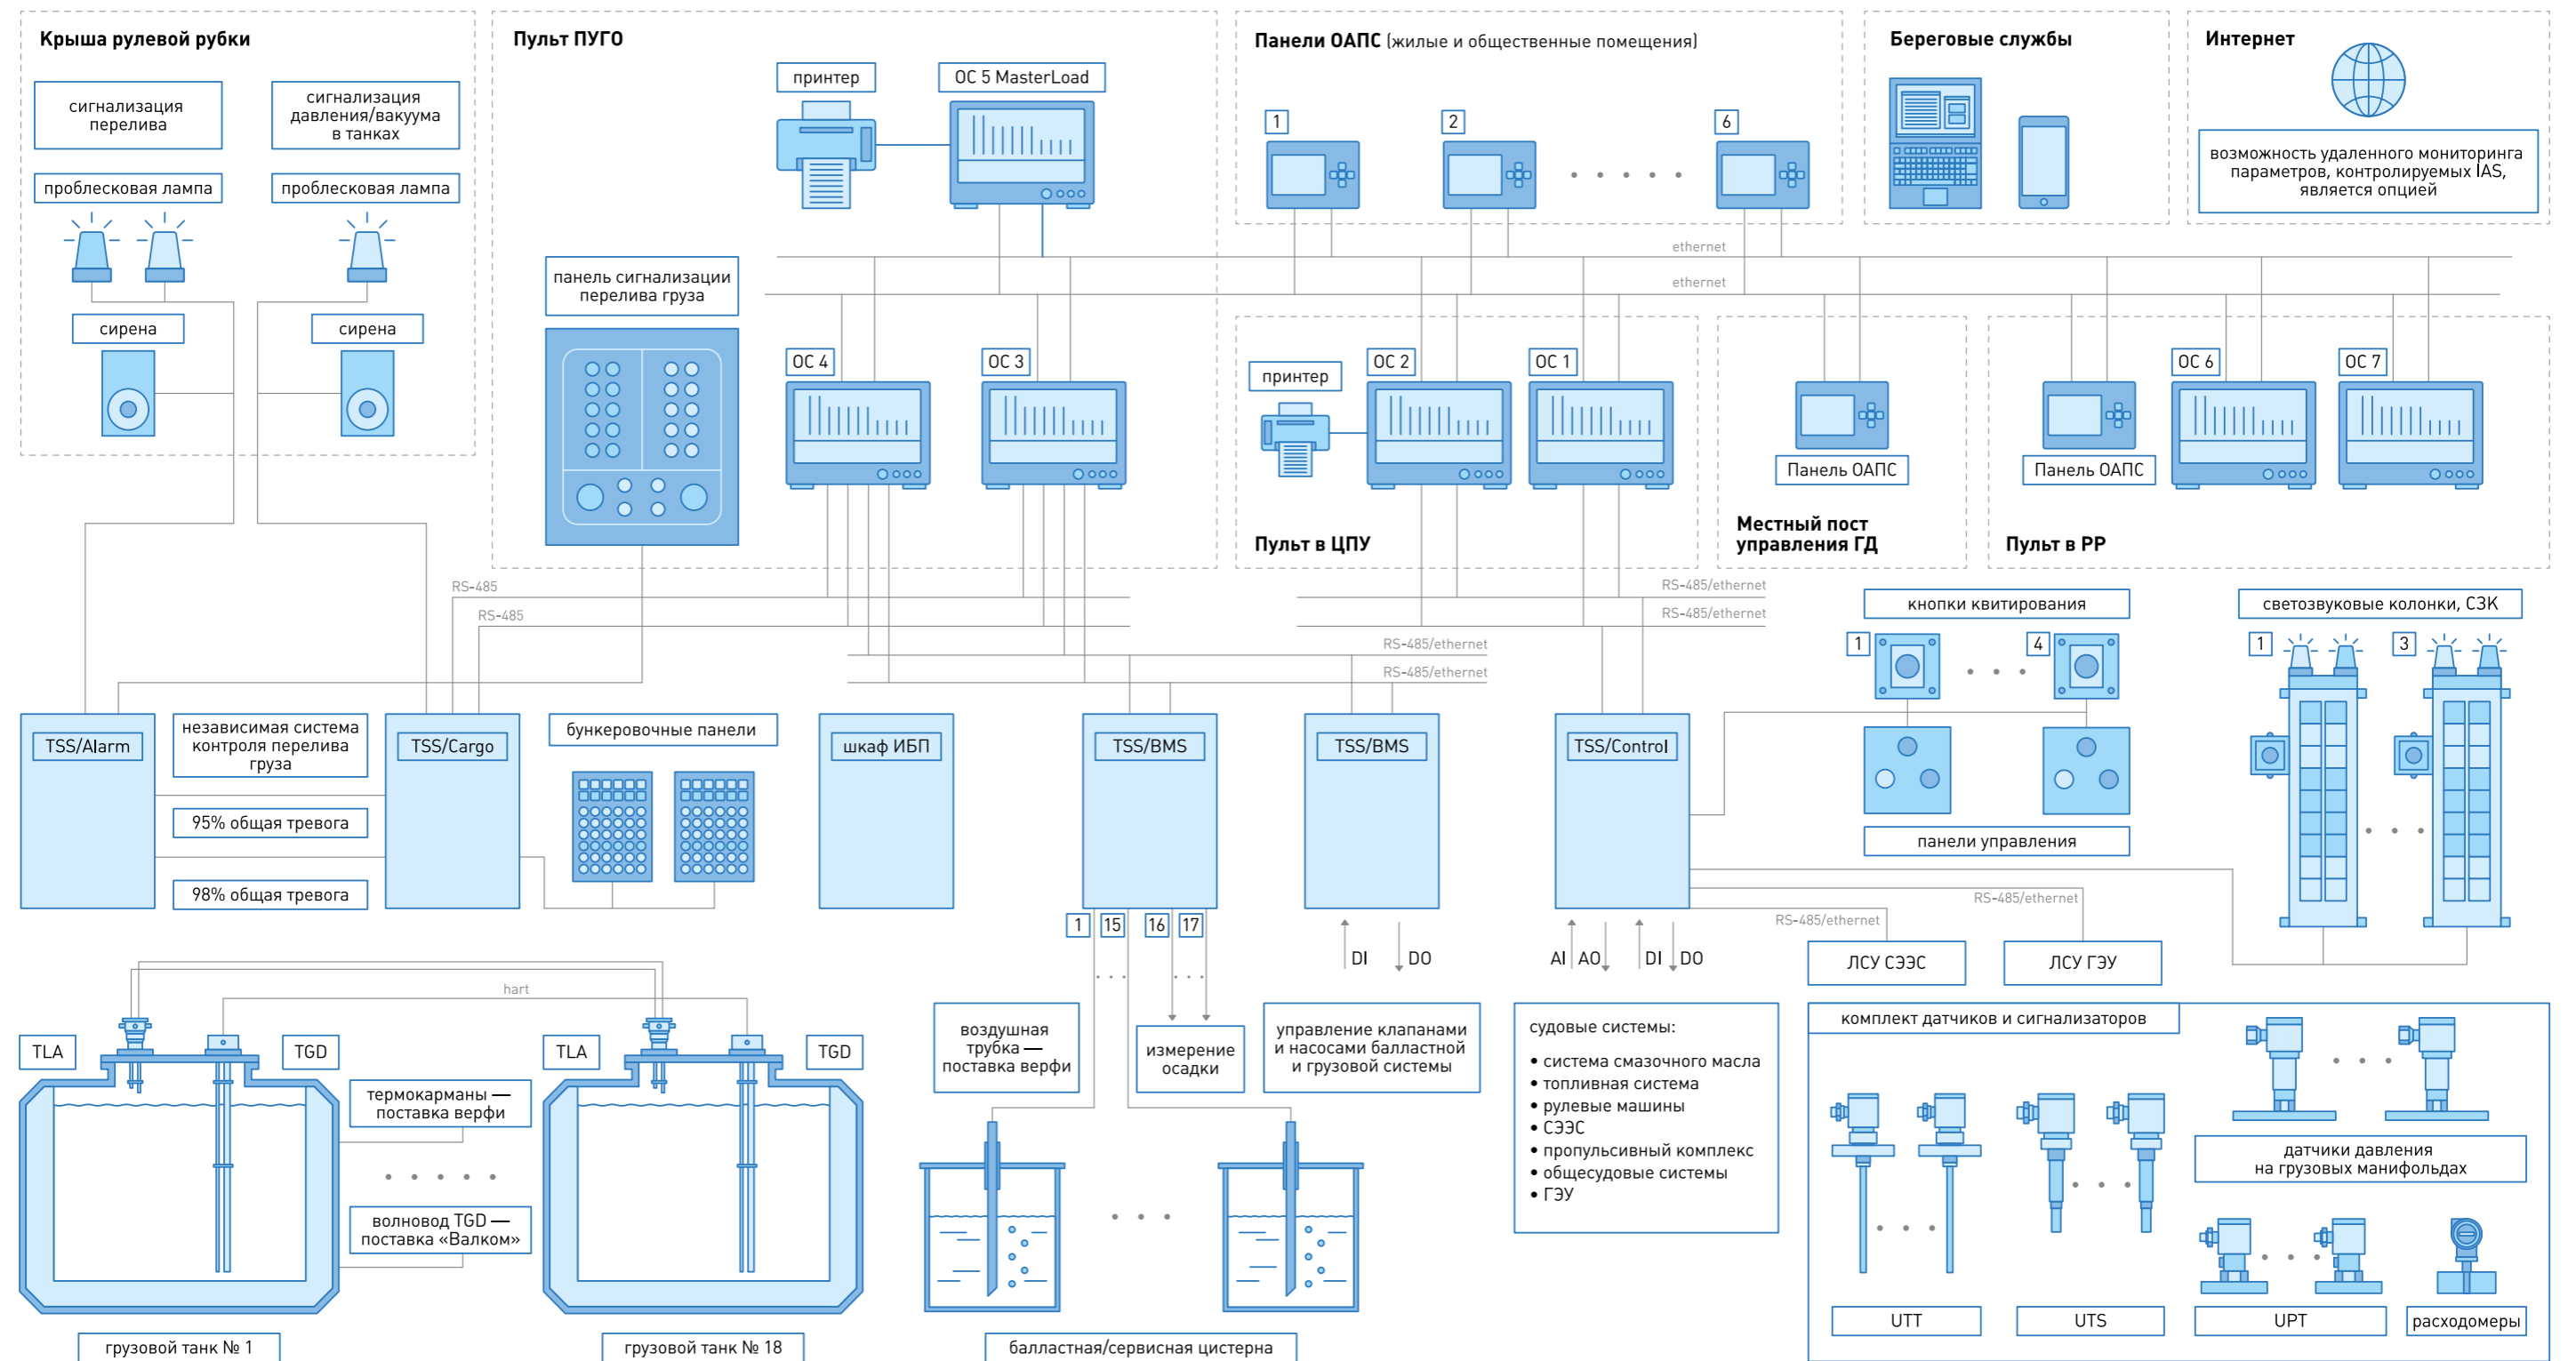 Крыша рулевой рубки
сигнализация
перелива
сигнализация
давления/вакуума
в танках
проблесковая лампа
проблесковая лампа
сирена
сирена
Пульт ПУГО
принтер
ОС 5 MasterLoad
панель сигнализации
перелива груза
ОС 4
ОС 3
Панели ОАПС (жилые и общественные помещения)
1
2
6
Береговые службы
Интернет
возможность удаленного мониторинга
параметров, контролируемых IAS,
является опцией
ethernet
ethernet
принтер
ОС 2
ОС 1
Пульт в ЦПУ
Панель ОАПС
Местный пост
управления ГД
Панель ОАПС
ОС 6
ОС 7
Пульт в РР
RS-485
RS-485
RS-485/ethernet
RS-485/ethernet
RS-485/ethernet
RS-485/ethernet
кнопки квитирования
1
4
панели управления
светозвуковые колонки, СЗК
1
3
TSS/Alarm
независимая система
контроля перелива
груза
95% общая тревога
98% общая тревога
TSS/Cargo
бункеровочные панели
шкаф ИБП
TSS/BMS
TSS/BMS
TSS/Control
1
15
16
17
DI
DO
AI
AO
DI
DO
RS-485/ethernet
RS-485/ethernet
ЛСУ СЭЭС
ЛСУ ГЭУ
hart
TLA
TGD
TLA
TGD
термокарманы —
поставка верфи
волновод TGD —
поставка «Валком»
грузовой танк № 1
грузовой танк № 18
воздушная
трубка —
поставка верфи
измерение
осадки
управление клапанами
и насосами балластной
и грузовой системы
балластная/сервисная цистерна
судовые системы:
• система смазочного масла
• топливная система
• рулевые машины
• СЭЭС
• пропульсивный комплекс
• общесудовые системы
• ГЭУ
комплект датчиков и сигнализаторов
датчики давления
на грузовых манифольдах
UTT
UTS
UPT
расходомеры